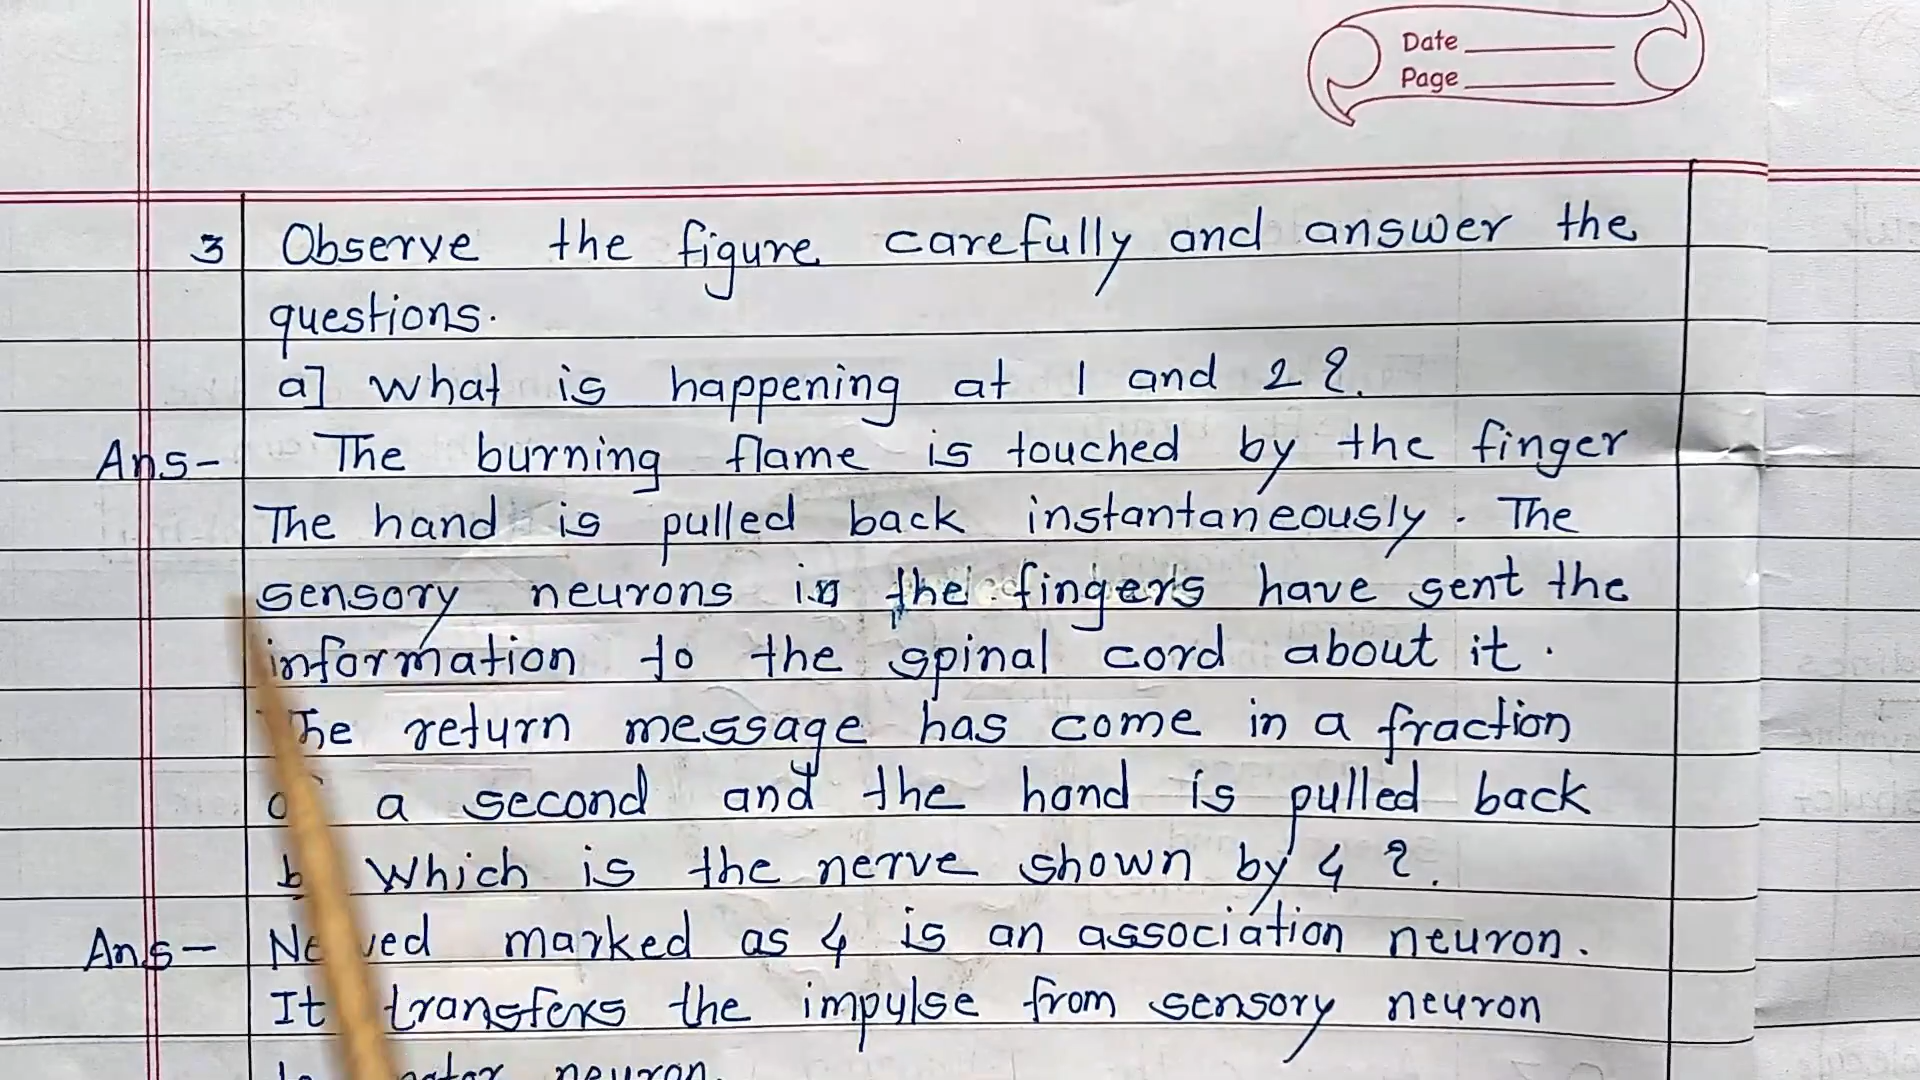 Date
Page
3 Observe the figure carefully and answer the
questions.
a] What is happening at 1 and 2 ?.
Ans- The burning flame is touched by the finger
The hand is pulled back instantaneously. The
sensory neurons in the fingers have sent the
information to the spinal cord about it.
The return message has come in a fraction
a second and the hand is pulled back
b Which is the nerve shown by 4 ?.
Ans- marked as 4 is an association neuron.
It transfers the impulse from sensory neuron
neuron.